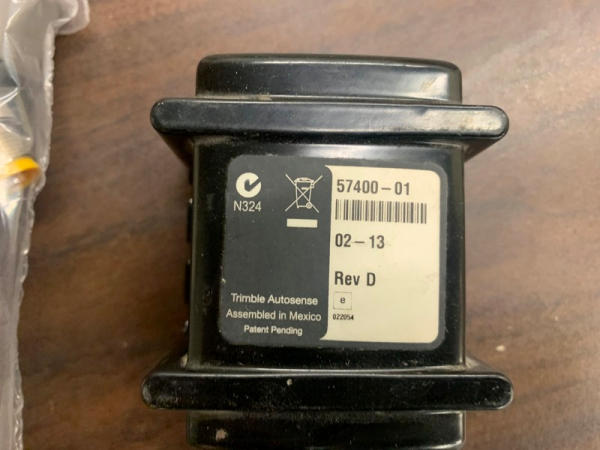 N324
57400-01
02-13
Rev D
e
022054
Trimble Autosense
Assembled in Mexico
Patent Pending